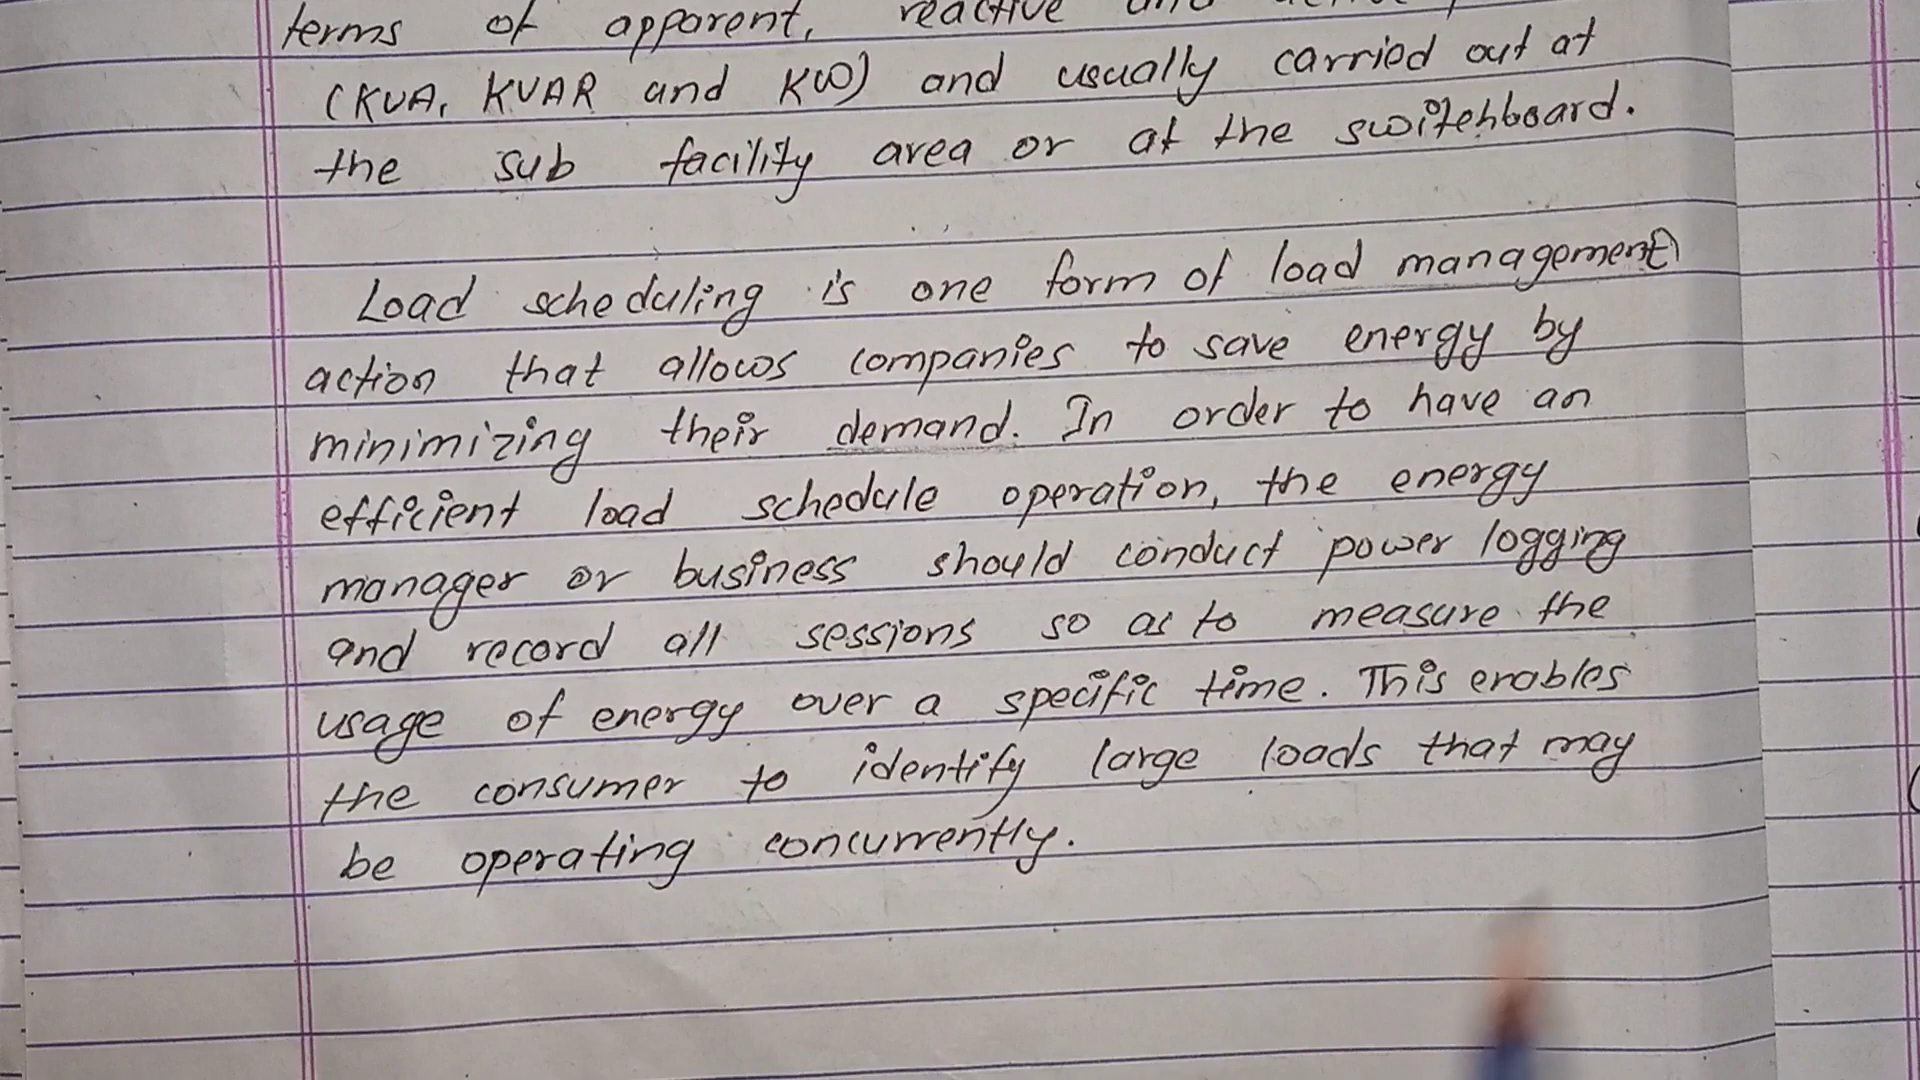 terms of apparent, reactive and
(KVA, KVAR and KW) and usually carried out at
the sub facility area or at the switchboard.
Load scheduling is one form of load management
action that allows companies to save energy by
minimizing their demand. In order to have an
efficient load schedule operation, the energy
manager or business should conduct power logging
and record all sessions so as to measure the
usage of energy over a specific time. This enables
the consumer to identify large loads that may
be operating concurrently.